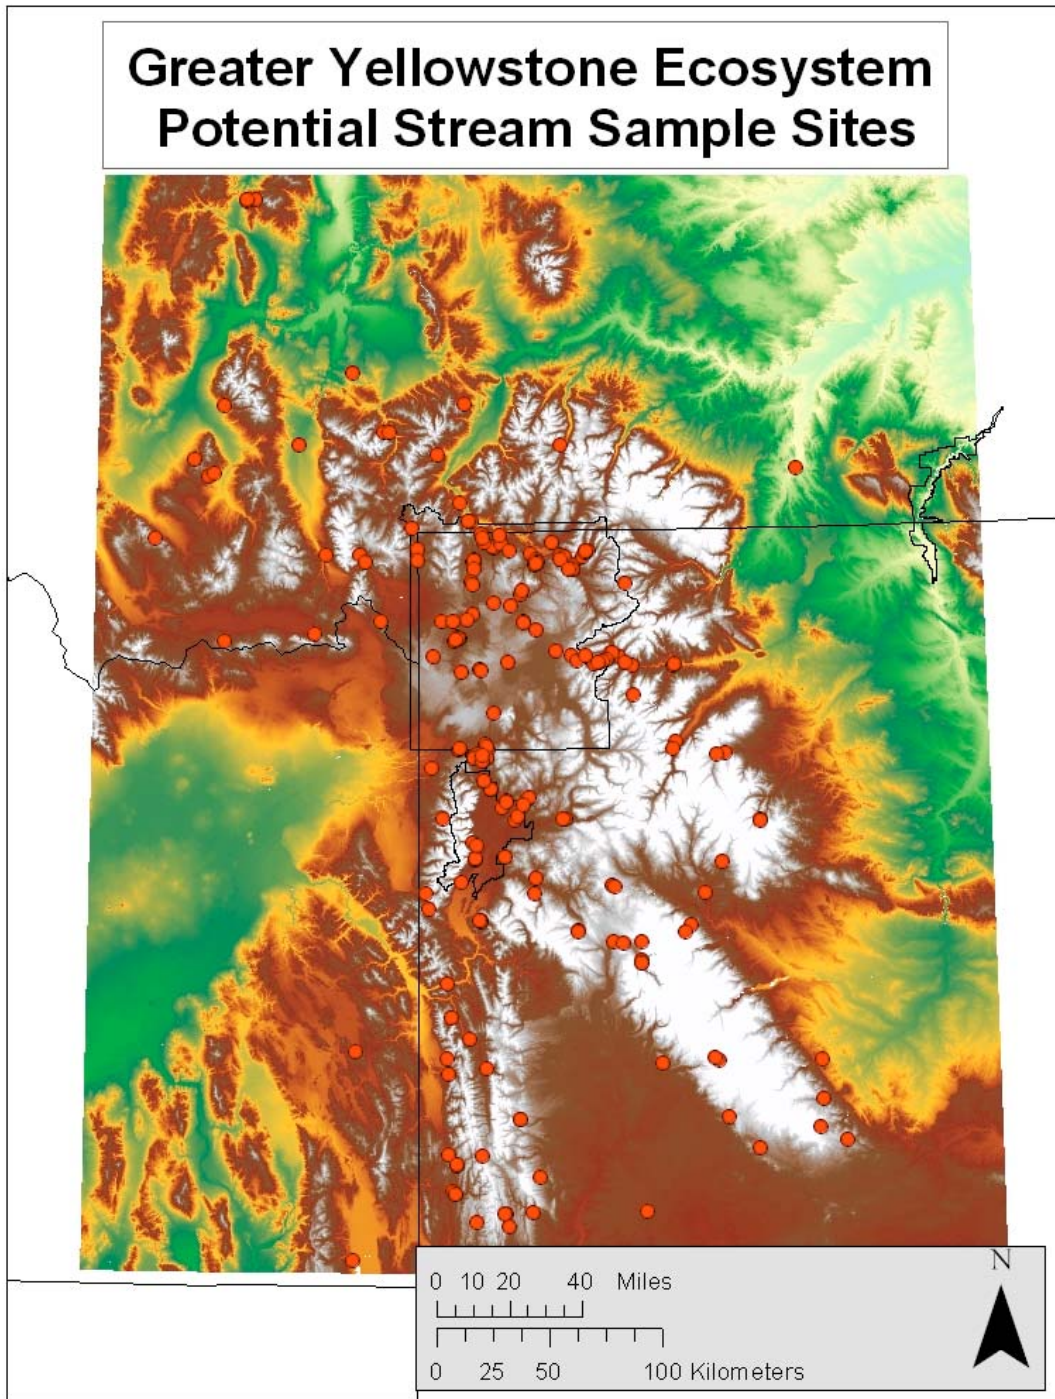 Greater Yellowstone Ecosystem
Potential Stream Sample Sites
N
0 10 20 40 Miles
0 25 50 100 Kilometers